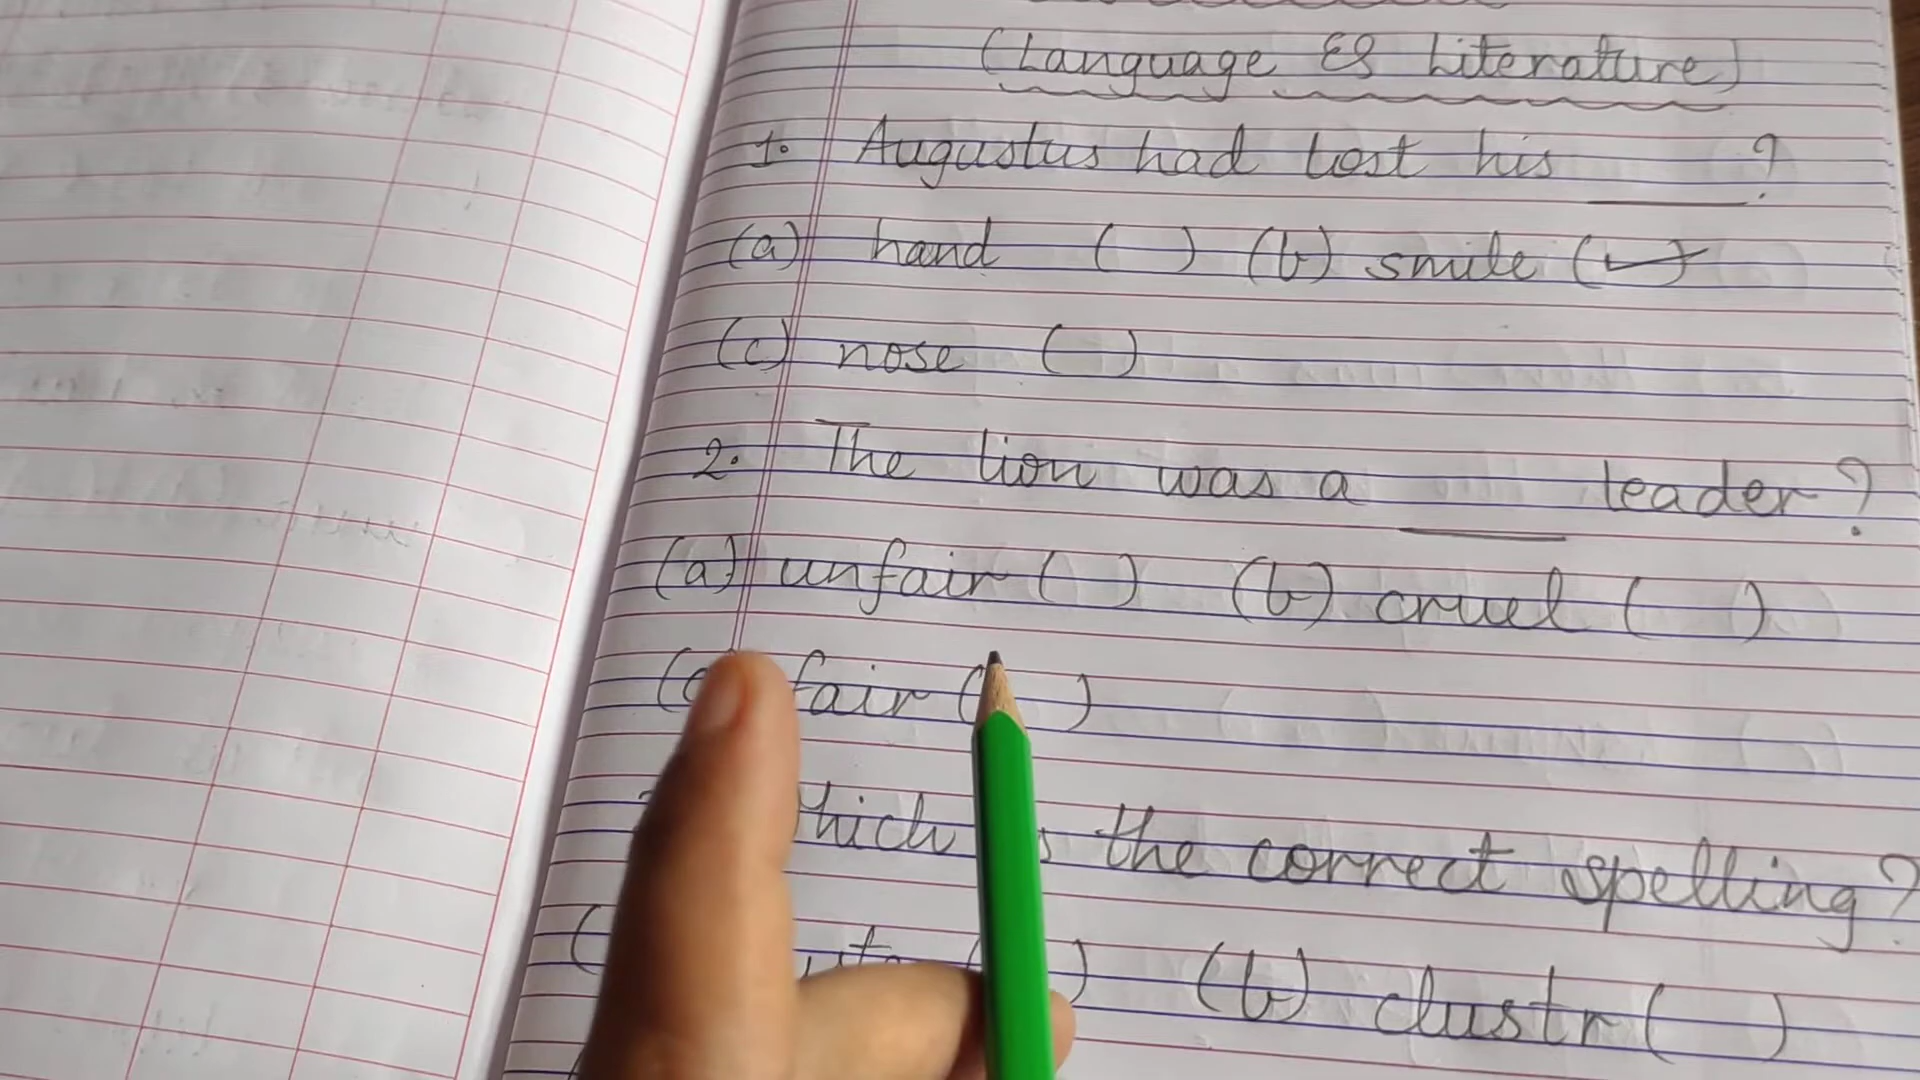 (Language & Literature)
1. Augustus had lost his ____?
(a) hand ( ) (b) smile (✓)
(c) nose ( )
2. The lion was a ____ leader?
(a) unfair ( ) (b) cruel ( )
fair ( )
the correct spelling?
( ) (b) clustr ( )